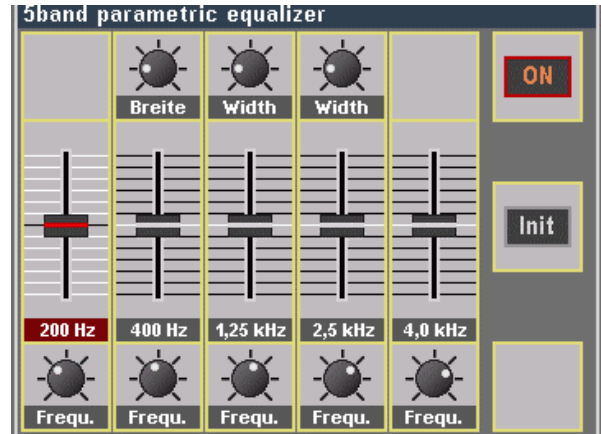 5band parametric equalizer
Breite Width Width
ON
Init
200 Hz 400 Hz 1,25 kHz 2,5 kHz 4,0 kHz
Frequ. Frequ. Frequ. Frequ. Frequ.